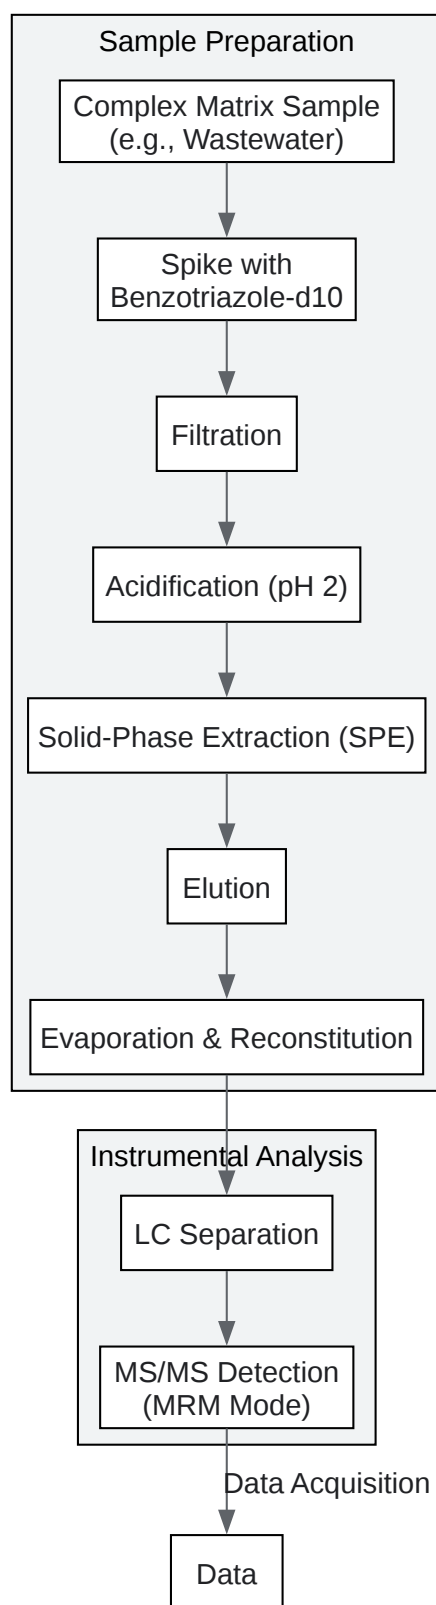 Sample Preparation
Complex Matrix Sample
(e.g., Wastewater)
Spike with
Benzotriazole-d10
Filtration
Acidification (pH 2)
Solid-Phase Extraction (SPE)
Elution
Evaporation & Reconstitution
Instrumental Analysis
LC Separation
MS/MS Detection
(MRM Mode)
Data Acquisition
Data